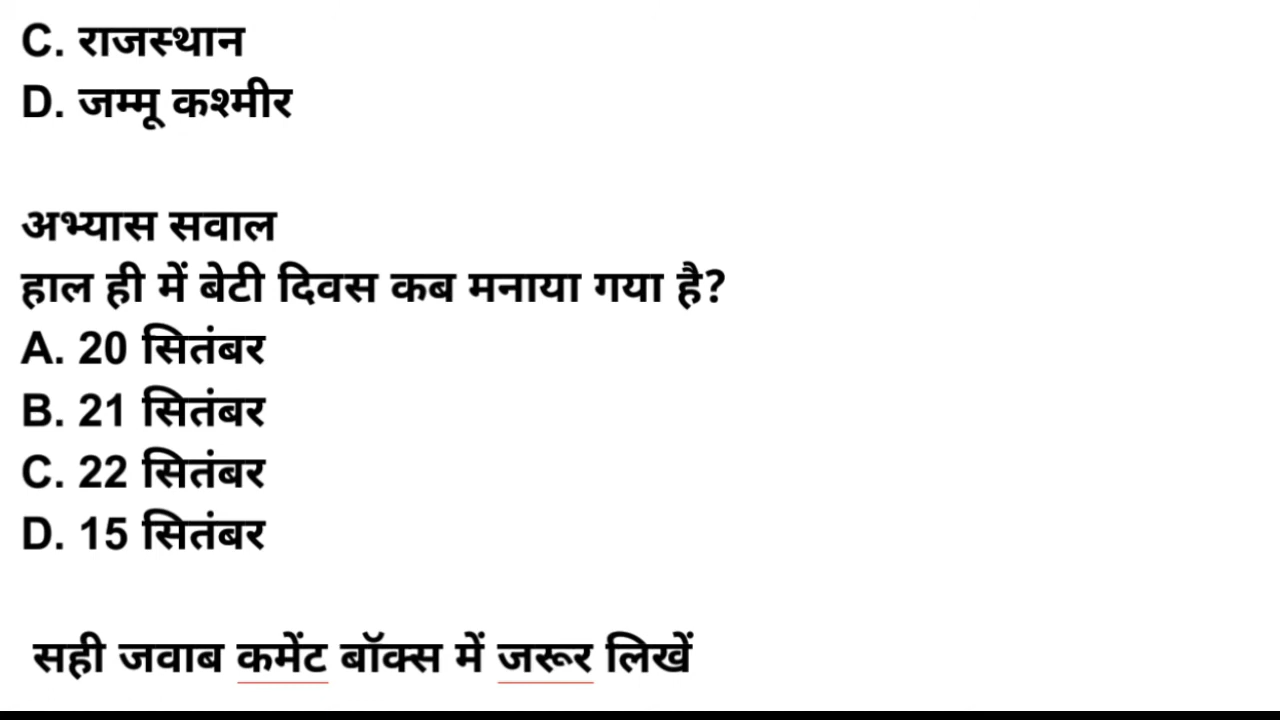 C. राजस्थान
D. जम्मू कश्मीर
अभ्यास सवाल
हाल ही में बेटी दिवस कब मनाया गया है?
A. 20 सितंबर
B. 21 सितंबर
C. 22 सितंबर
D. 15 सितंबर
सही जवाब कमेंट बॉक्स में जरूर लिखें